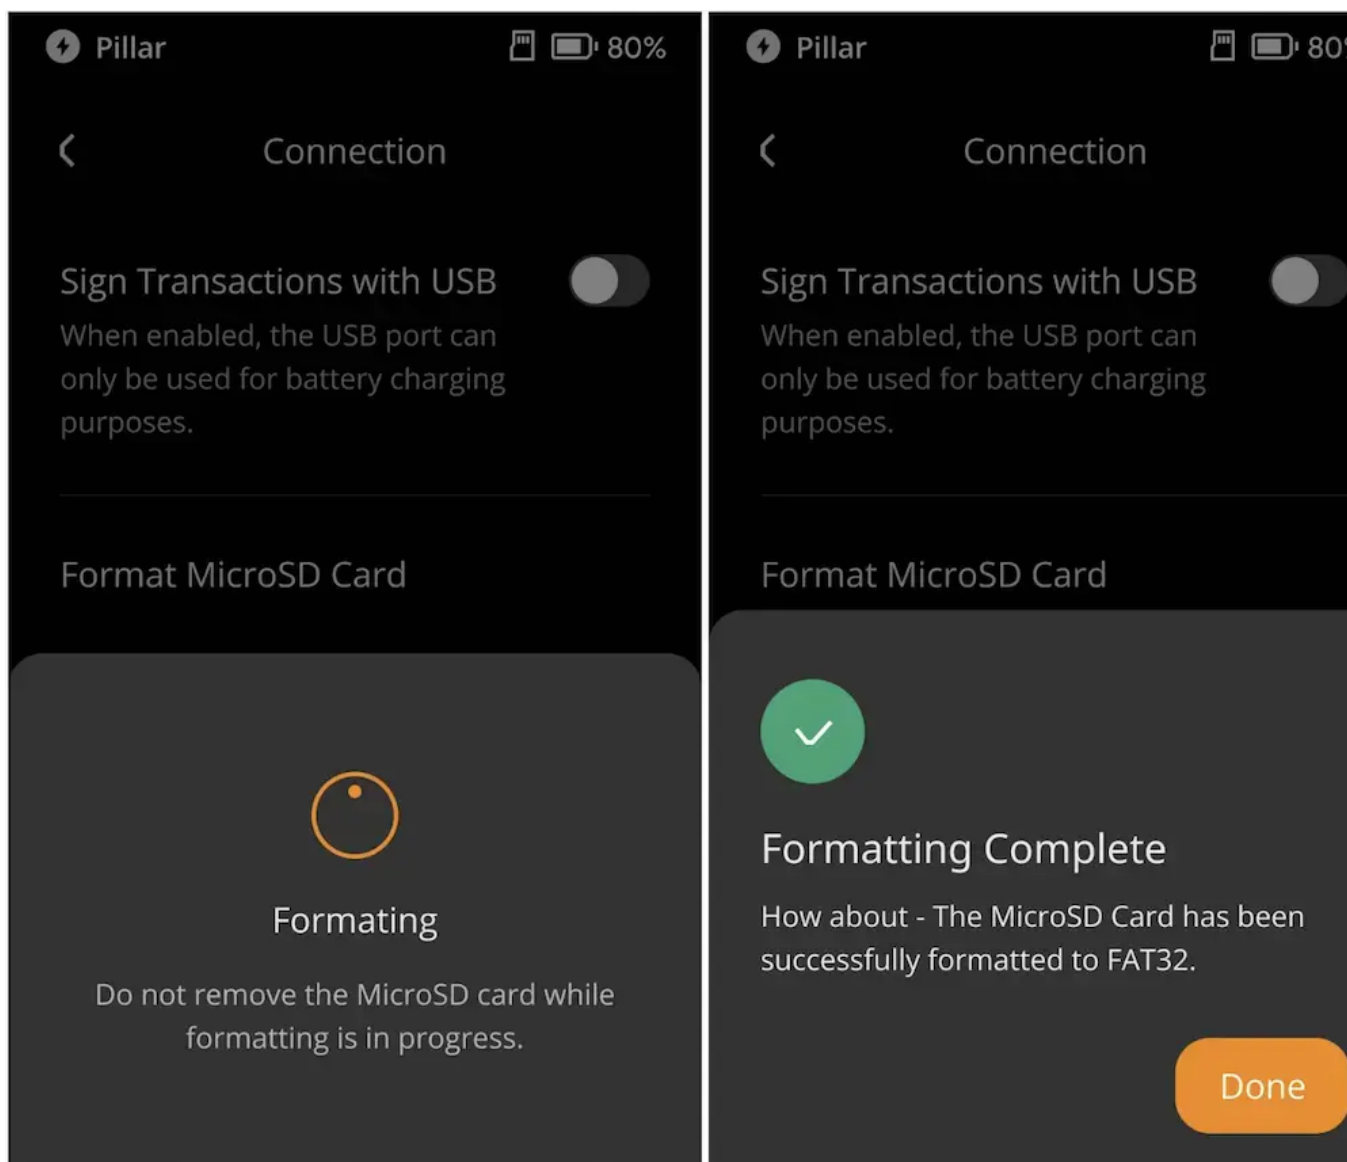 Pillar
80%
Connection
Sign Transactions with USB
When enabled, the USB port can
only be used for battery charging
purposes.
Format MicroSD Card
Formating
Do not remove the MicroSD card while
formatting is in progress.
Pillar
80
Connection
Sign Transactions with USB
When enabled, the USB port can
only be used for battery charging
purposes.
Format MicroSD Card
Formatting Complete
How about - The MicroSD Card has been
successfully formatted to FAT32.
Done